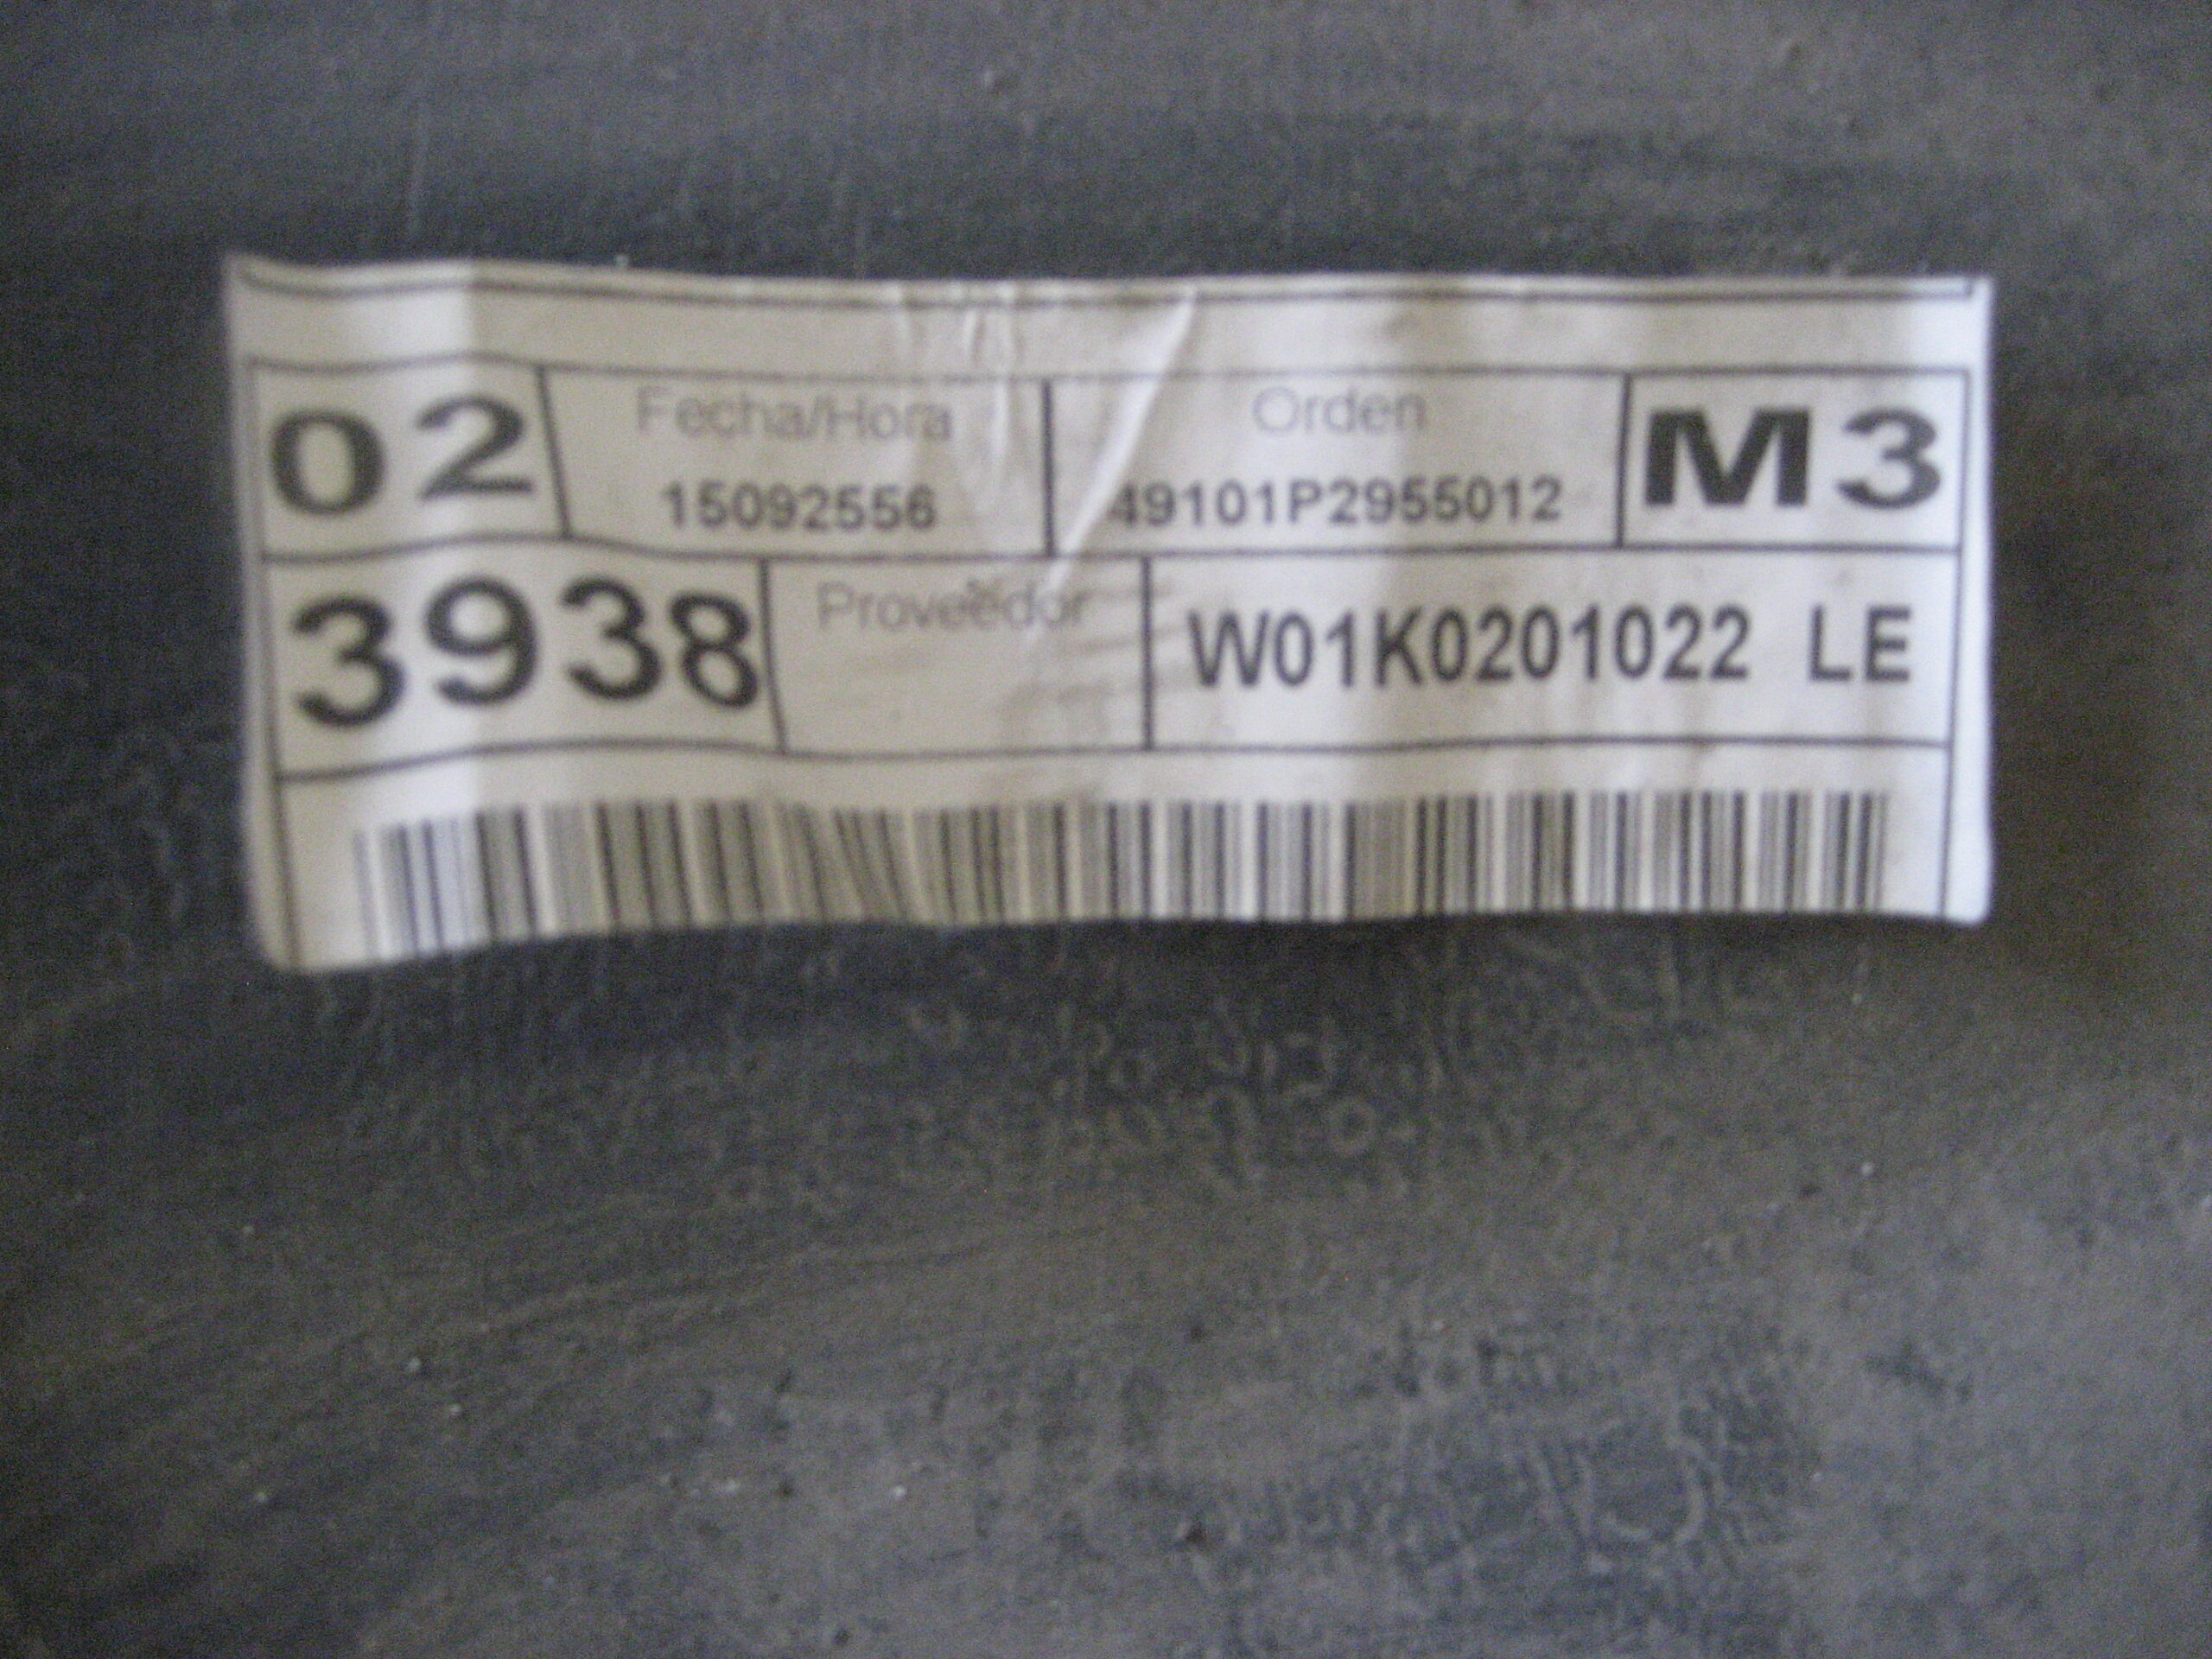 02 Fecha/Hora Orden M3
15092556 49101P2955012
3938 Proveedor W01K0201022 LE